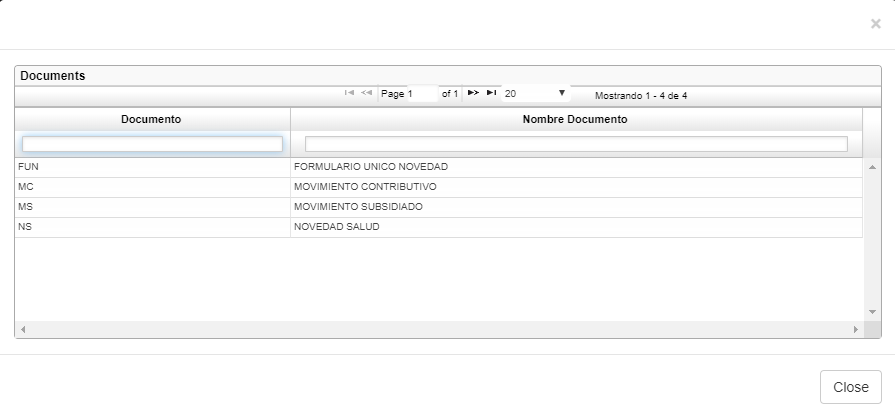 ×
Documents
Page 1 of 1 20 Mostrando 1 - 4 de 4
Documento Nombre Documento
FUN FORMULARIO UNICO NOVEDAD
MC MOVIMIENTO CONTRIBUTIVO
MS MOVIMIENTO SUBSIDIADO
NS NOVEDAD SALUD
Close